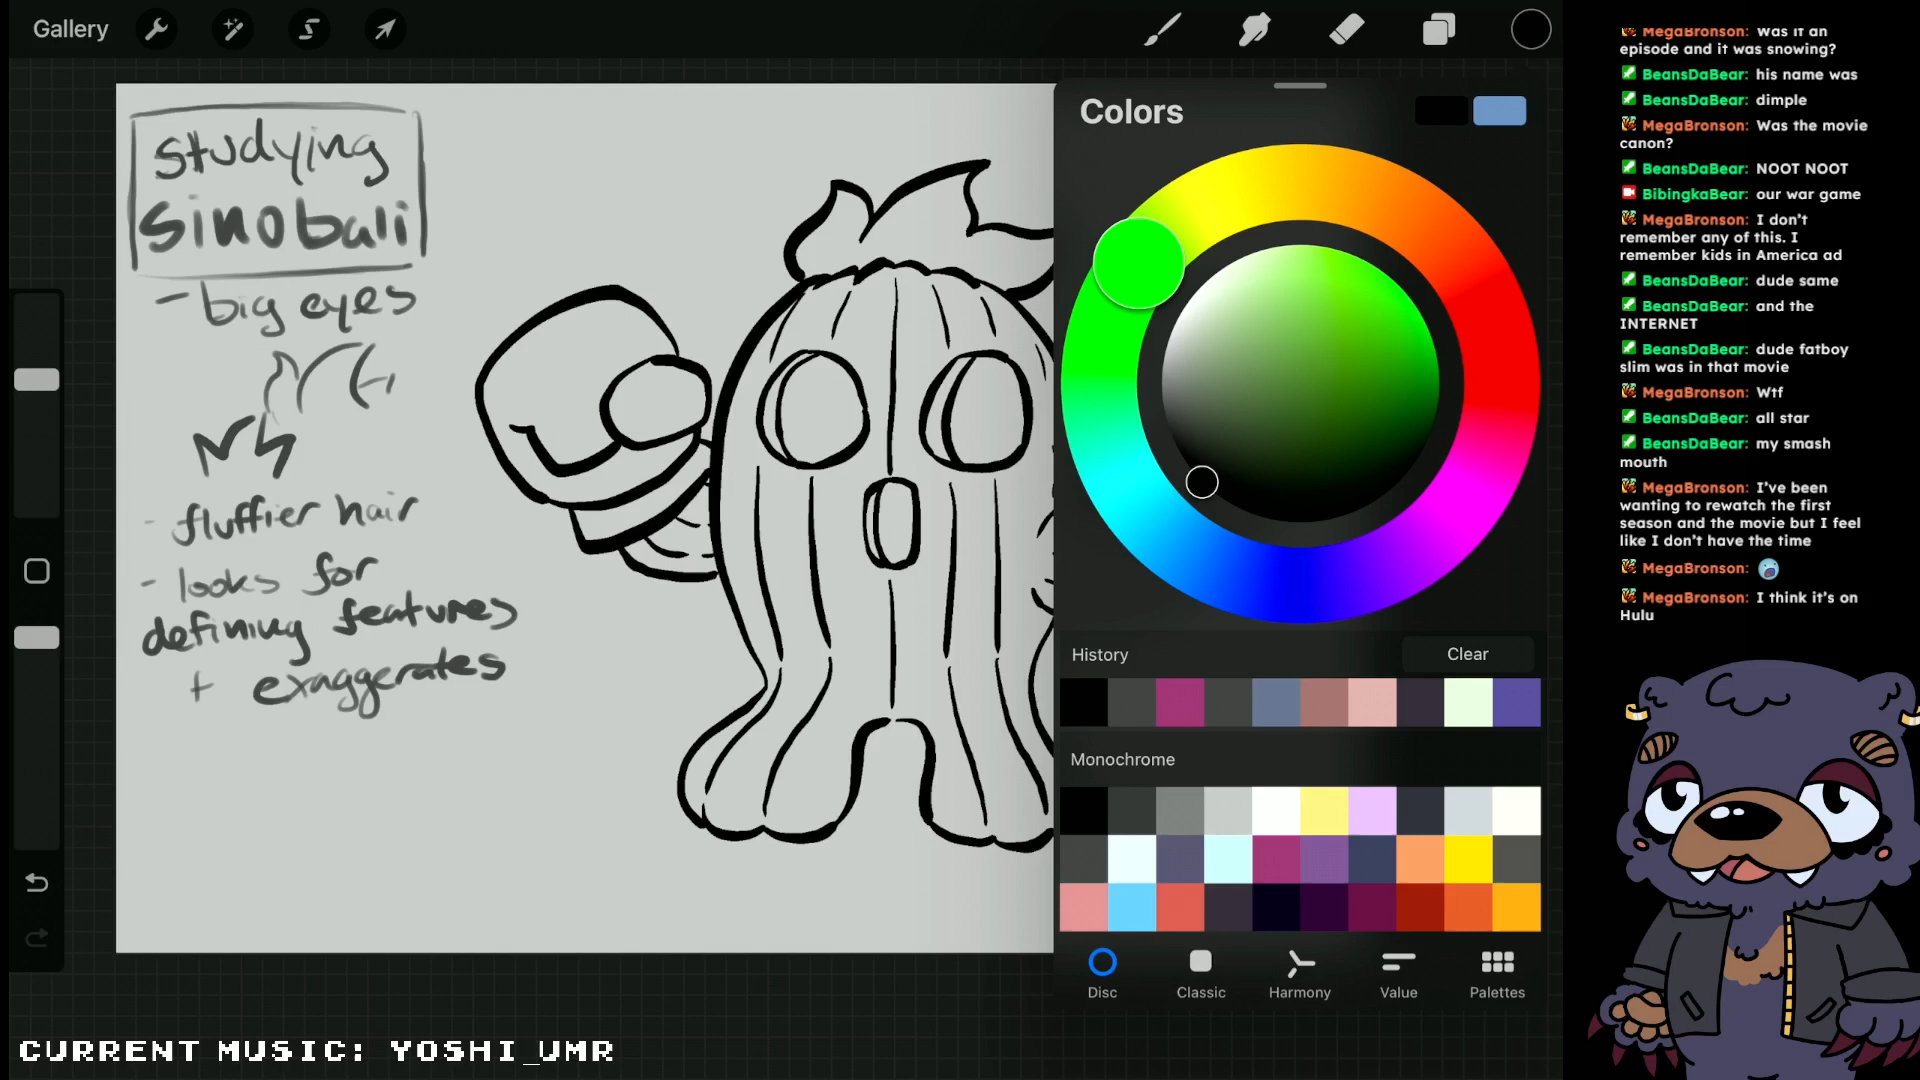 Gallery
studying
sinobali
- big eyes
- fluffier hair
- looks for
defining features
+ exaggerates
Colors
History
Clear
Monochrome
Disc
Classic
Harmony
Value
Palettes
MegaBronson: Was it an
episode and it was snowing?
BeansDaBear: his name was
BeansDaBear: dimple
MegaBronson: Was the movie
canon?
BeansDaBear: NOOT NOOT
BibingkaBear: our war game
MegaBronson: I don't
remember any of this. I
remember kids in America ad
BeansDaBear: dude same
BeansDaBear: and the
INTERNET
BeansDaBear: dude fatboy
slim was in that movie
MegaBronson: Wtf
BeansDaBear: all star
BeansDaBear: my smash
mouth
MegaBronson: I've been
wanting to rewatch the first
season and the movie but I feel
like I don't have the time
MegaBronson:
MegaBronson: I think it's on
Hulu
CURRENT MUSIC: YOSHI_UMR